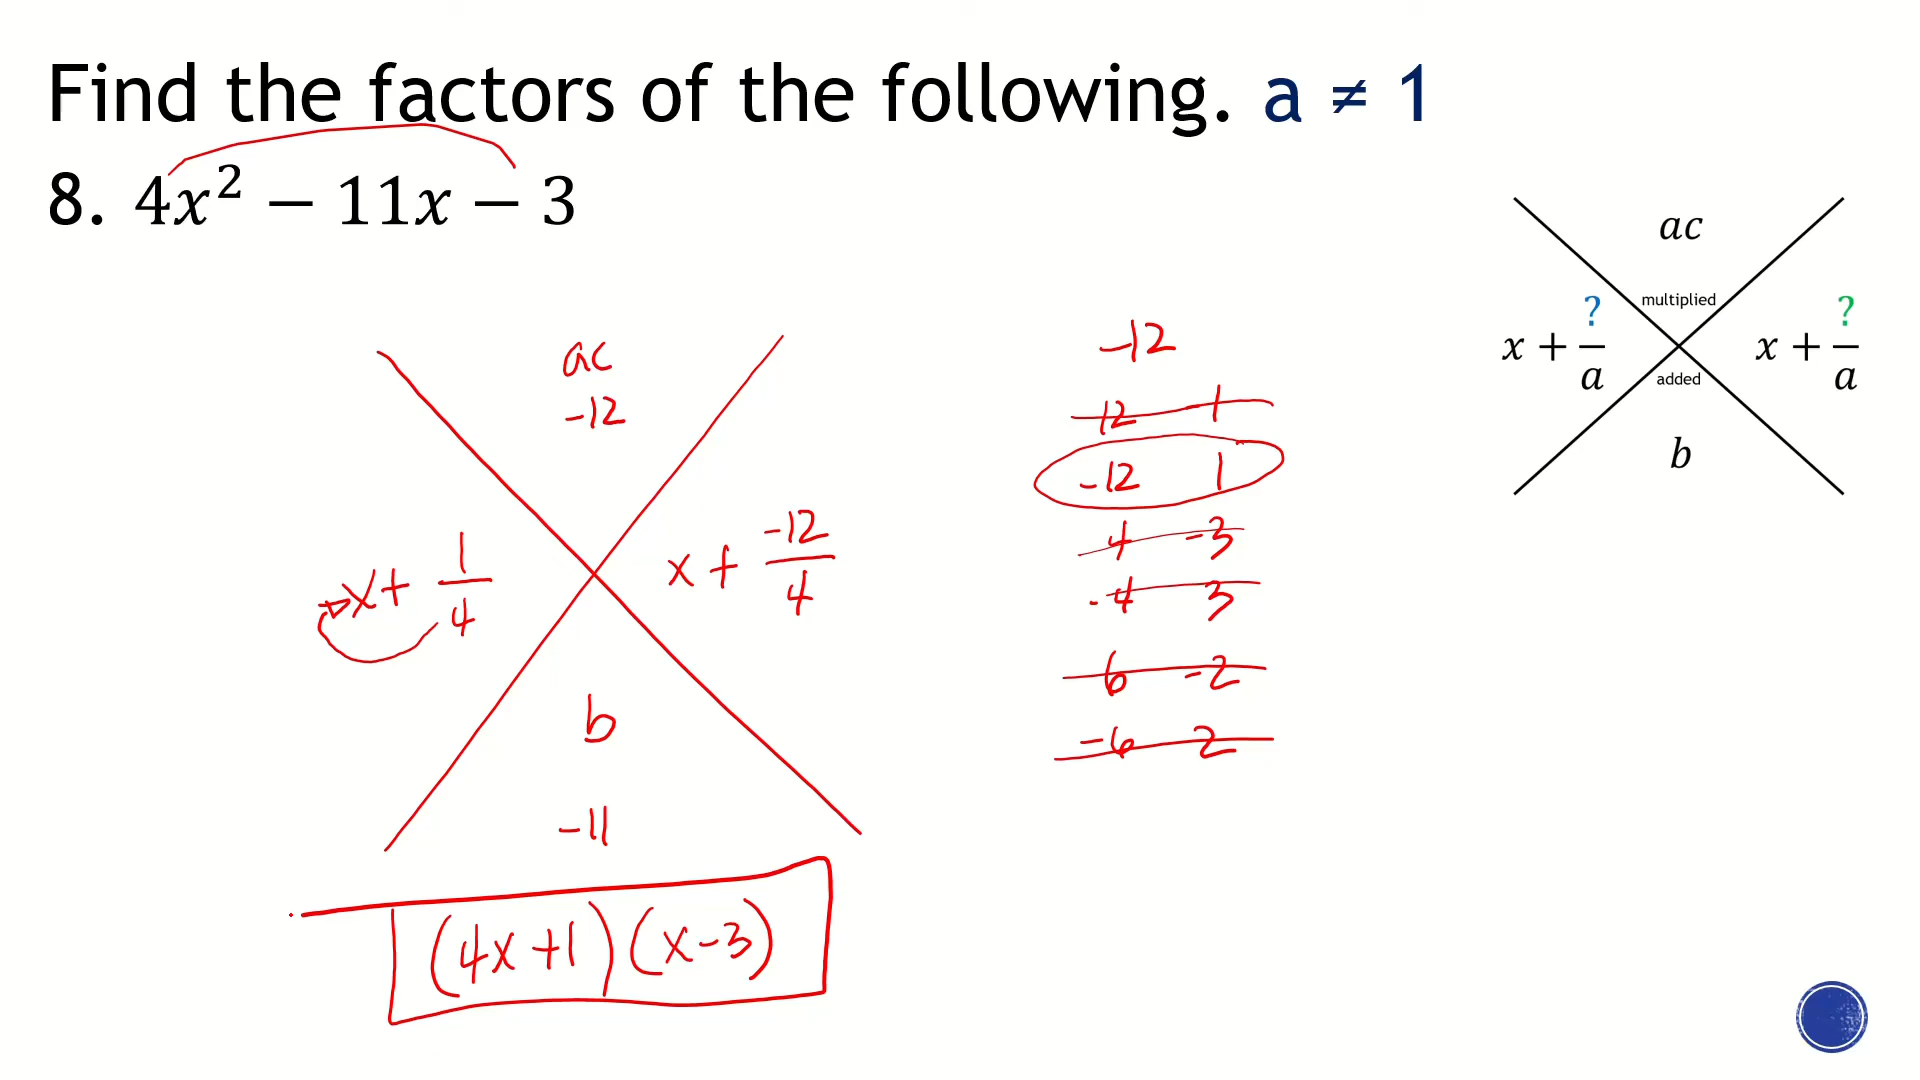 Find the factors of the following. a ≠ 1
8. 4x² − 11x − 3
ac
-12
x + 1/4
x + -12/4
b
-11
(4x+1)(x-3)
-12
12 -1
-12 1
4 -3
-4 3
6 -2
-6 2
ac
multiplied
x + ?/a
x + ?/a
added
b